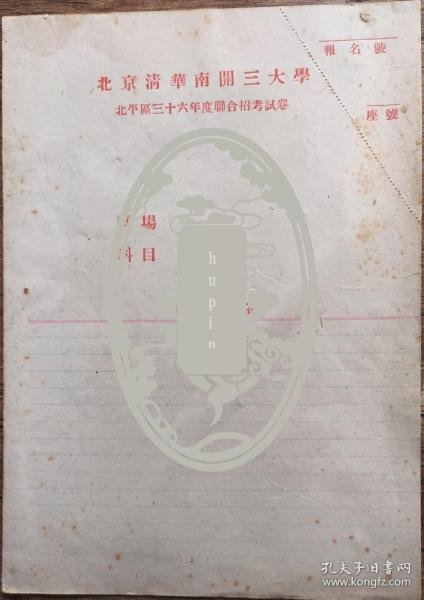 報名號
北京清華南開三大學
北平區三十六年度聯合招考試卷
座號
場
科目
hupin
孔夫子旧书网
www.kongfz.com